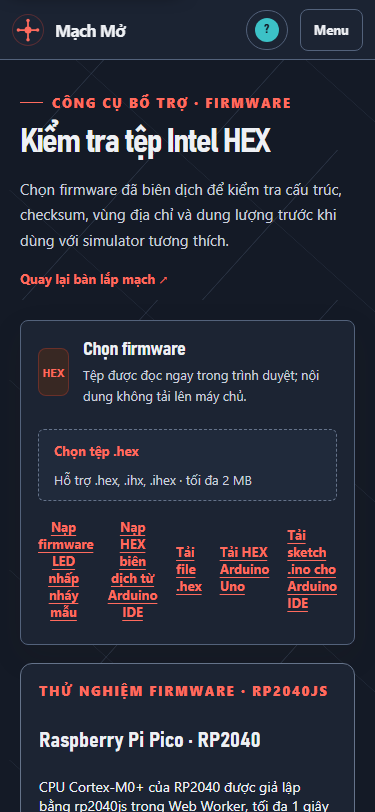 Mạch Mở
?
Menu
CÔNG CỤ BỔ TRỢ · FIRMWARE
Kiểm tra tệp Intel HEX
Chọn firmware đã biên dịch để kiểm tra cấu trúc,
checksum, vùng địa chỉ và dung lượng trước khi
dùng với simulator tương thích.
Quay lại bàn lắp mạch ↗
HEX
Chọn firmware
Tệp được đọc ngay trong trình duyệt; nội
dung không tải lên máy chủ.
Chọn tệp .hex
Hỗ trợ .hex, .ihx, .ihex · tối đa 2 MB
Nạp
firmware
LED
nhấp
nháy
mẫu
Nạp
HEX
biên
dịch từ
Arduino
IDE
Tải
file
.hex
Tải HEX
Arduino
Uno
Tải
sketch
.ino cho
Arduino
IDE
THỬ NGHIỆM FIRMWARE · RP2040JS
Raspberry Pi Pico · RP2040
CPU Cortex-M0+ của RP2040 được giả lập
bằng rp2040js trong Web Worker, tối đa 1 giây